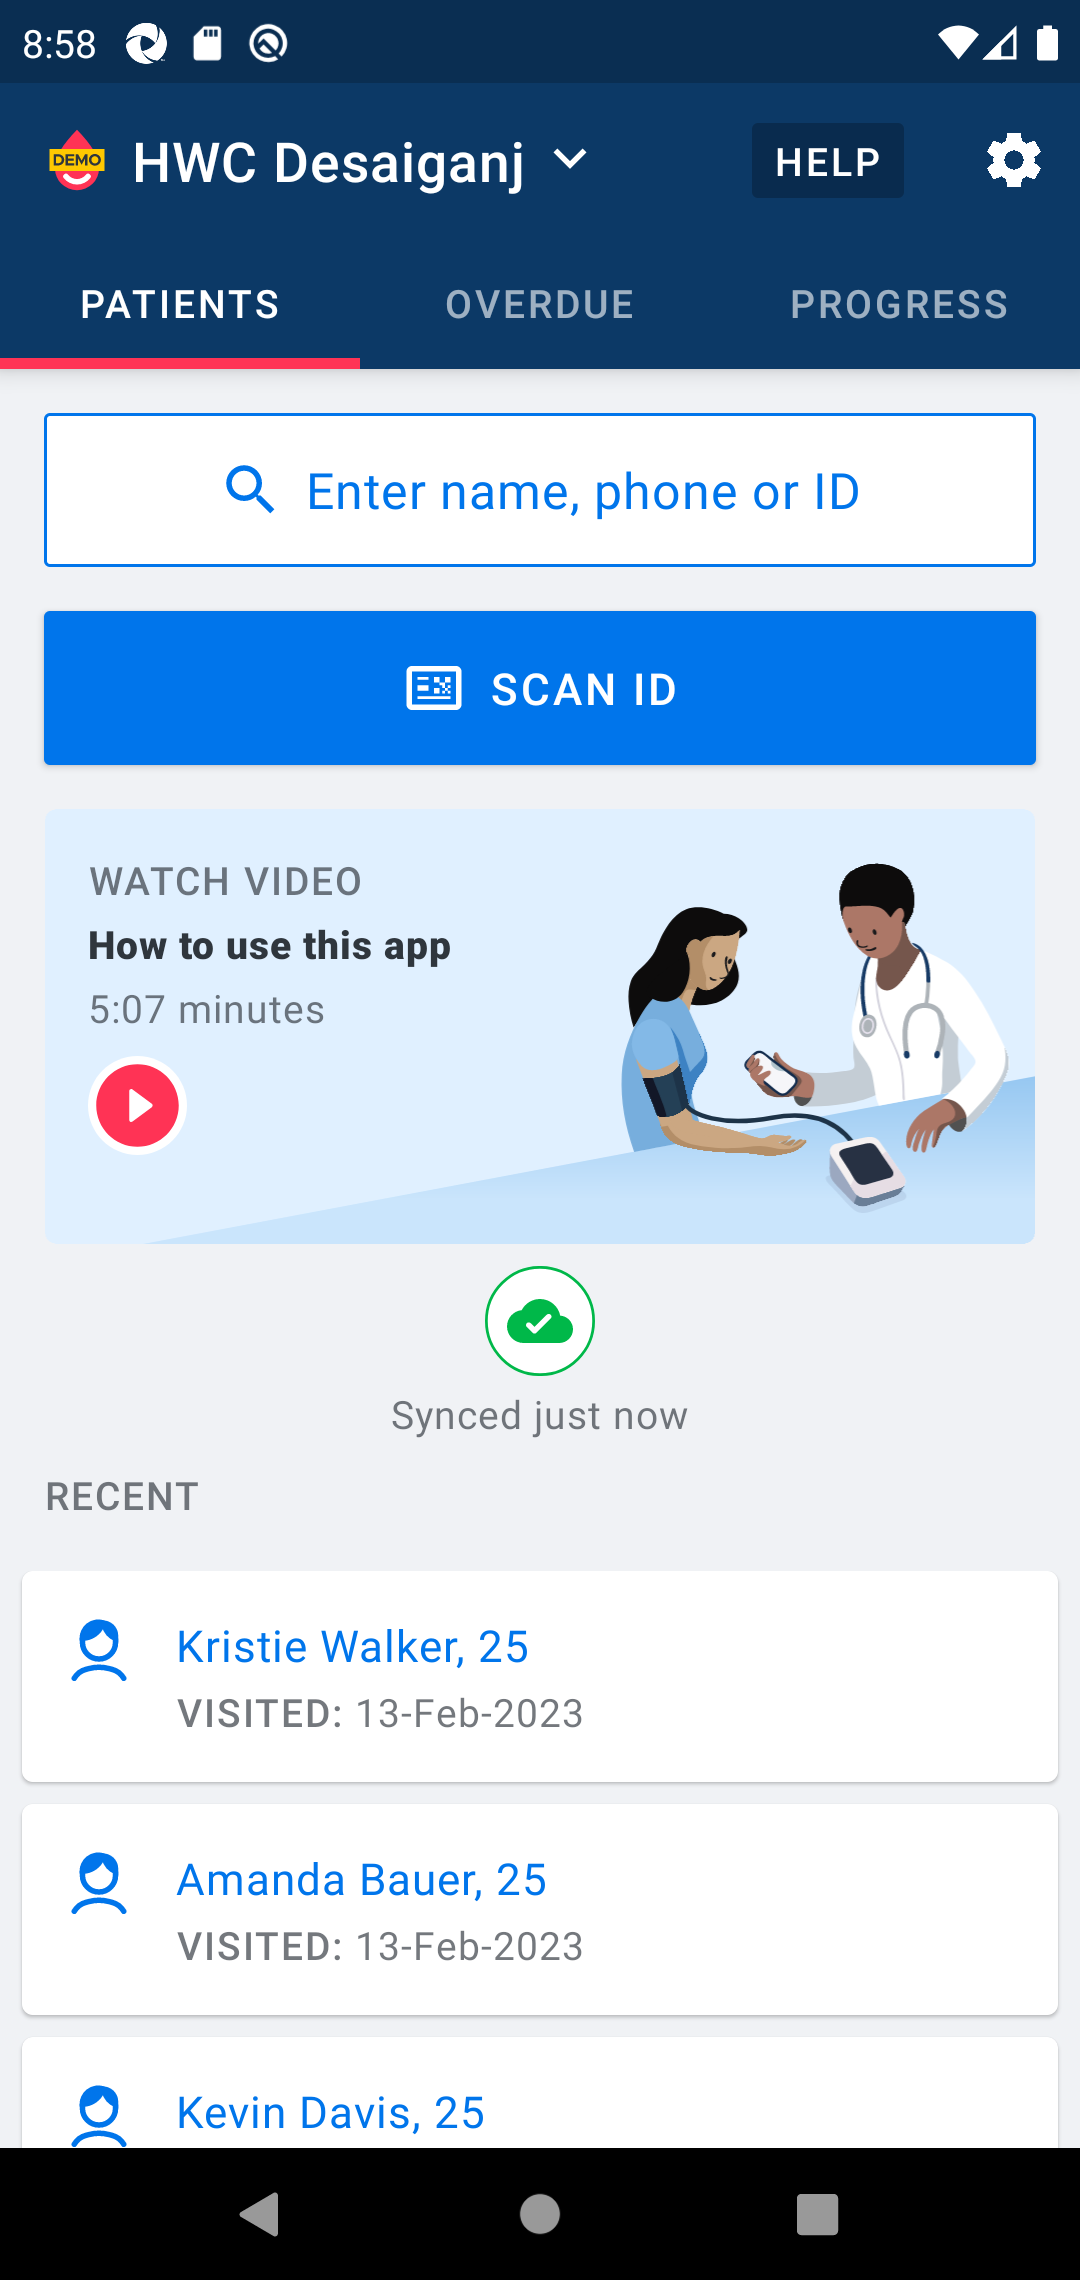 8:58
DEMO
HWC Desaiganj
HELP
PATIENTS
OVERDUE
PROGRESS
Enter name, phone or ID
SCAN ID
WATCH VIDEO
How to use this app
5:07 minutes
Synced just now
RECENT
Kristie Walker, 25
VISITED: 13-Feb-2023
Amanda Bauer, 25
VISITED: 13-Feb-2023
Kevin Davis, 25